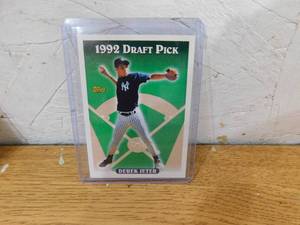 1992 DRAFT PICK
NY
Topps
DEREK JETER